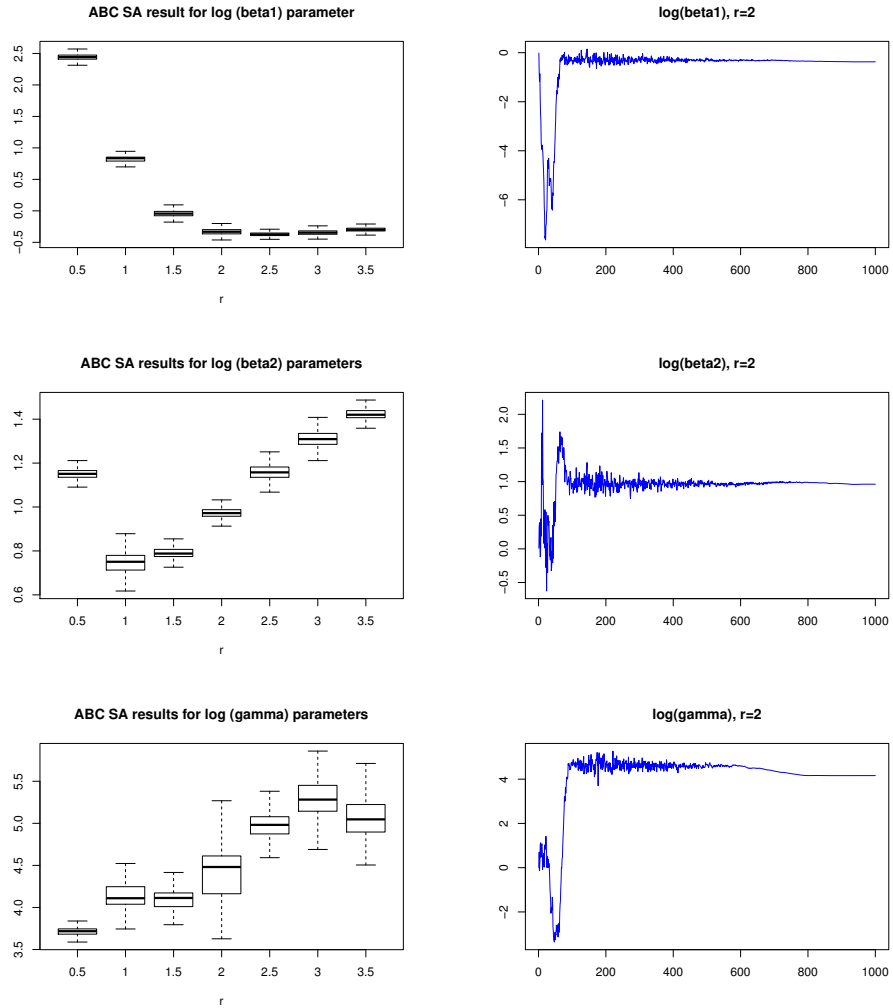 ABC SA result for log (beta1) parameter
2.5
2.0
1.5
1.0
0.5
0.0
−0.5
0.5 1 1.5 2 2.5 3 3.5
r
log(beta1), r=2
0
−2
−4
−6
0 200 400 600 800 1000
ABC SA results for log (beta2) parameters
1.4
1.2
1.0
0.8
0.6
0.5 1 1.5 2 2.5 3 3.5
r
log(beta2), r=2
2.0
1.5
1.0
0.5
0.0
−0.5
0 200 400 600 800 1000
ABC SA results for log (gamma) parameters
5.5
5.0
4.5
4.0
3.5
0.5 1 1.5 2 2.5 3 3.5
r
log(gamma), r=2
4
2
0
−2
0 200 400 600 800 1000